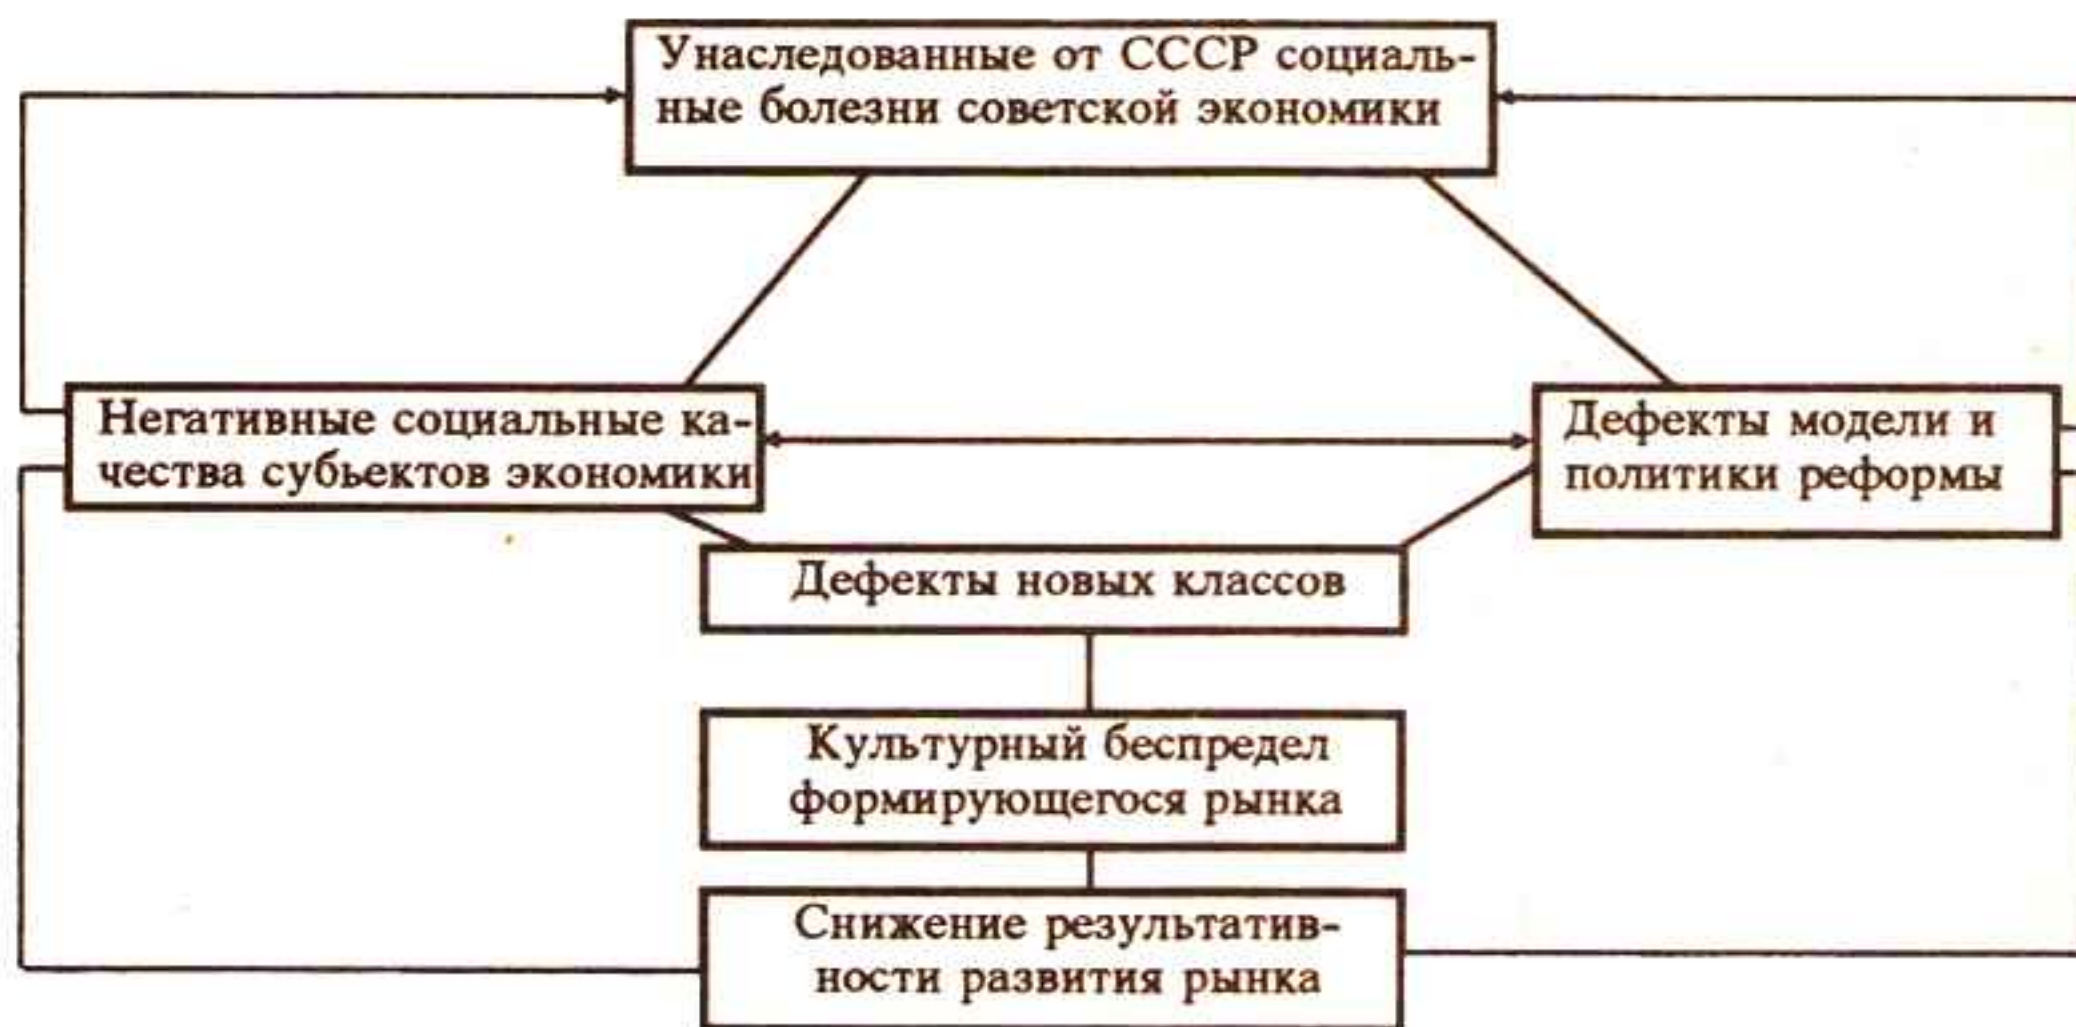 Унаследованные от СССР социаль-
ные болезни советской экономики
Негативные социальные ка-
чества субьектов экономики
Дефекты модели и
политики реформы
Дефекты новых классов
Культурный беспредел
формирующегося рынка
Снижение результатив-
ности развития рынка